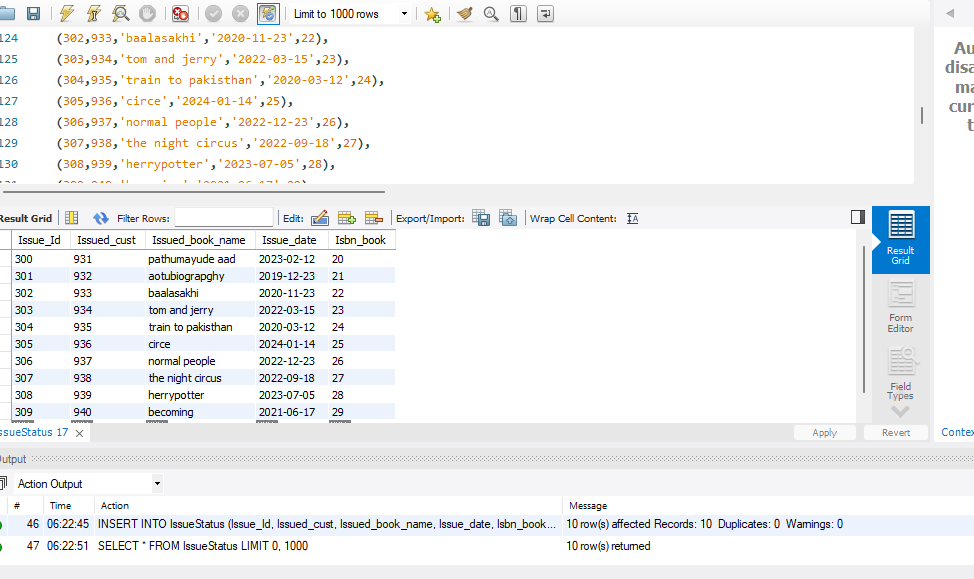 Limit to 1000 rows
124 (302,933,'baalasakhi','2020-11-23',22),
125 (303,934,'tom and jerry','2022-03-15',23),
126 (304,935,'train to pakisthan','2020-03-12',24),
127 (305,936,'circe','2024-01-14',25),
128 (306,937,'normal people','2022-12-23',26),
129 (307,938,'the night circus','2022-09-18',27),
130 (308,939,'herrypotter','2023-07-05',28),
Result Grid Filter Rows: Edit: Export/Import: Wrap Cell Content:
Issue_Id Issued_cust Issued_book_name Issue_date Isbn_book
300 931 pathumayude aad 2023-02-12 20
301 932 aotubiograpghy 2019-12-23 21
302 933 baalasakhi 2020-11-23 22
303 934 tom and jerry 2022-03-15 23
304 935 train to pakisthan 2020-03-12 24
305 936 circe 2024-01-14 25
306 937 normal people 2022-12-23 26
307 938 the night circus 2022-09-18 27
308 939 herrypotter 2023-07-05 28
309 940 becoming 2021-06-17 29
Result
Grid
Form
Editor
Field
Types
ssueStatus 17
Apply Revert
Contex
utput
Action Output
# Time Action Message
46 06:22:45 INSERT INTO IssueStatus (Issue_Id, Issued_cust, Issued_book_name, Issue_date, Isbn_book... 10 row(s) affected Records: 10 Duplicates: 0 Warnings: 0
47 06:22:51 SELECT * FROM IssueStatus LIMIT 0, 1000 10 row(s) returned
Au
disa
ma
cur
t